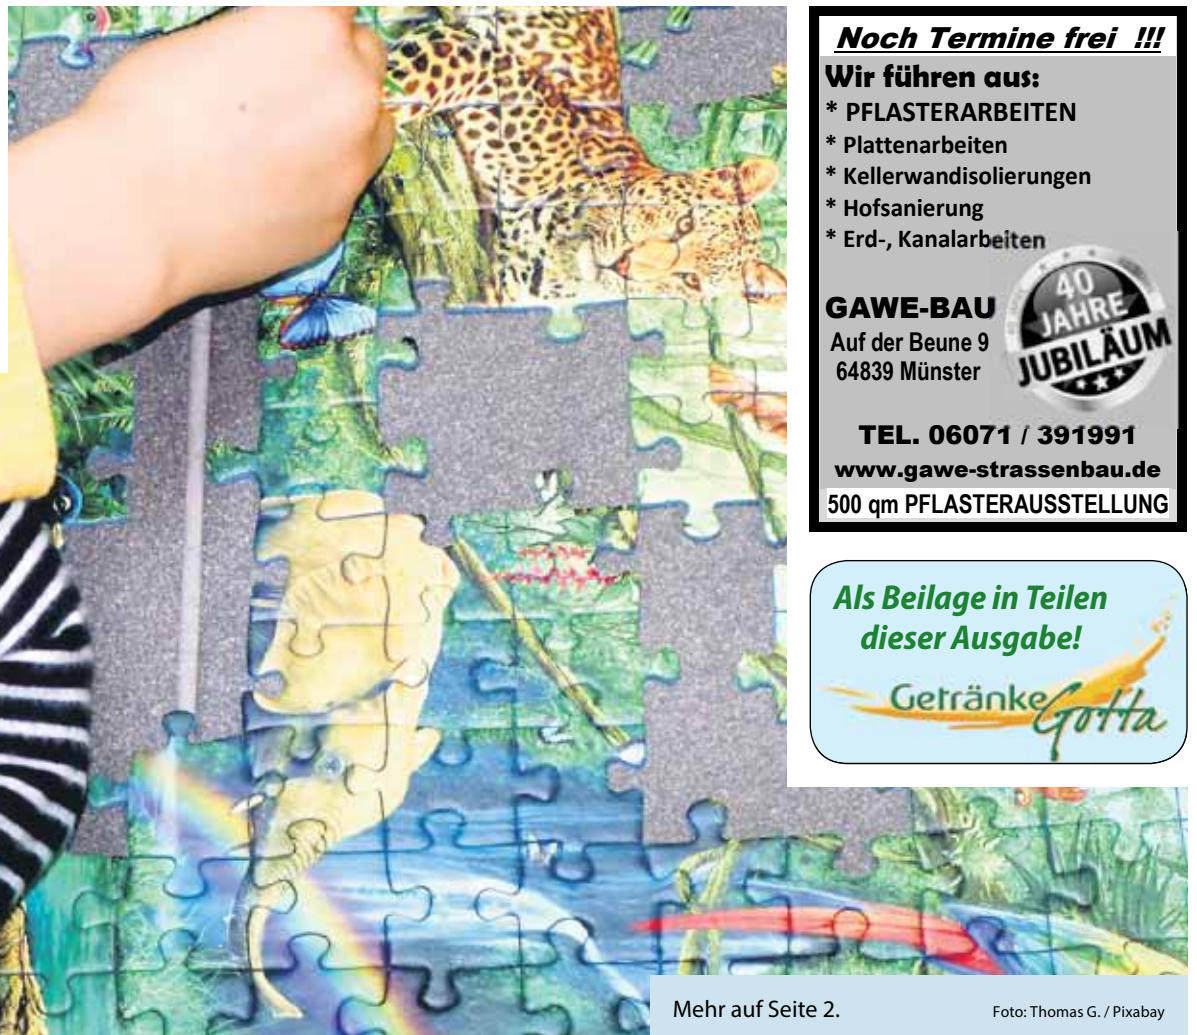 Noch Termine frei !!!
Wir führen aus:
* PFLASTERARBEITEN
* Plattenarbeiten
* Kellerwandisolierungen
* Hofsanierung
* Erd-, Kanalarbeiten
40
JAHRE
JUBILÄUM
GAWE-BAU
Auf der Beune 9
64839 Münster
TEL. 06071 / 391991
www.gawe-strassenbau.de
500 qm PFLASTERAUSSTELLUNG
Als Beilage in Teilen
dieser Ausgabe!
Getränke Gotta
Mehr auf Seite 2.
Foto: Thomas G. / Pixabay